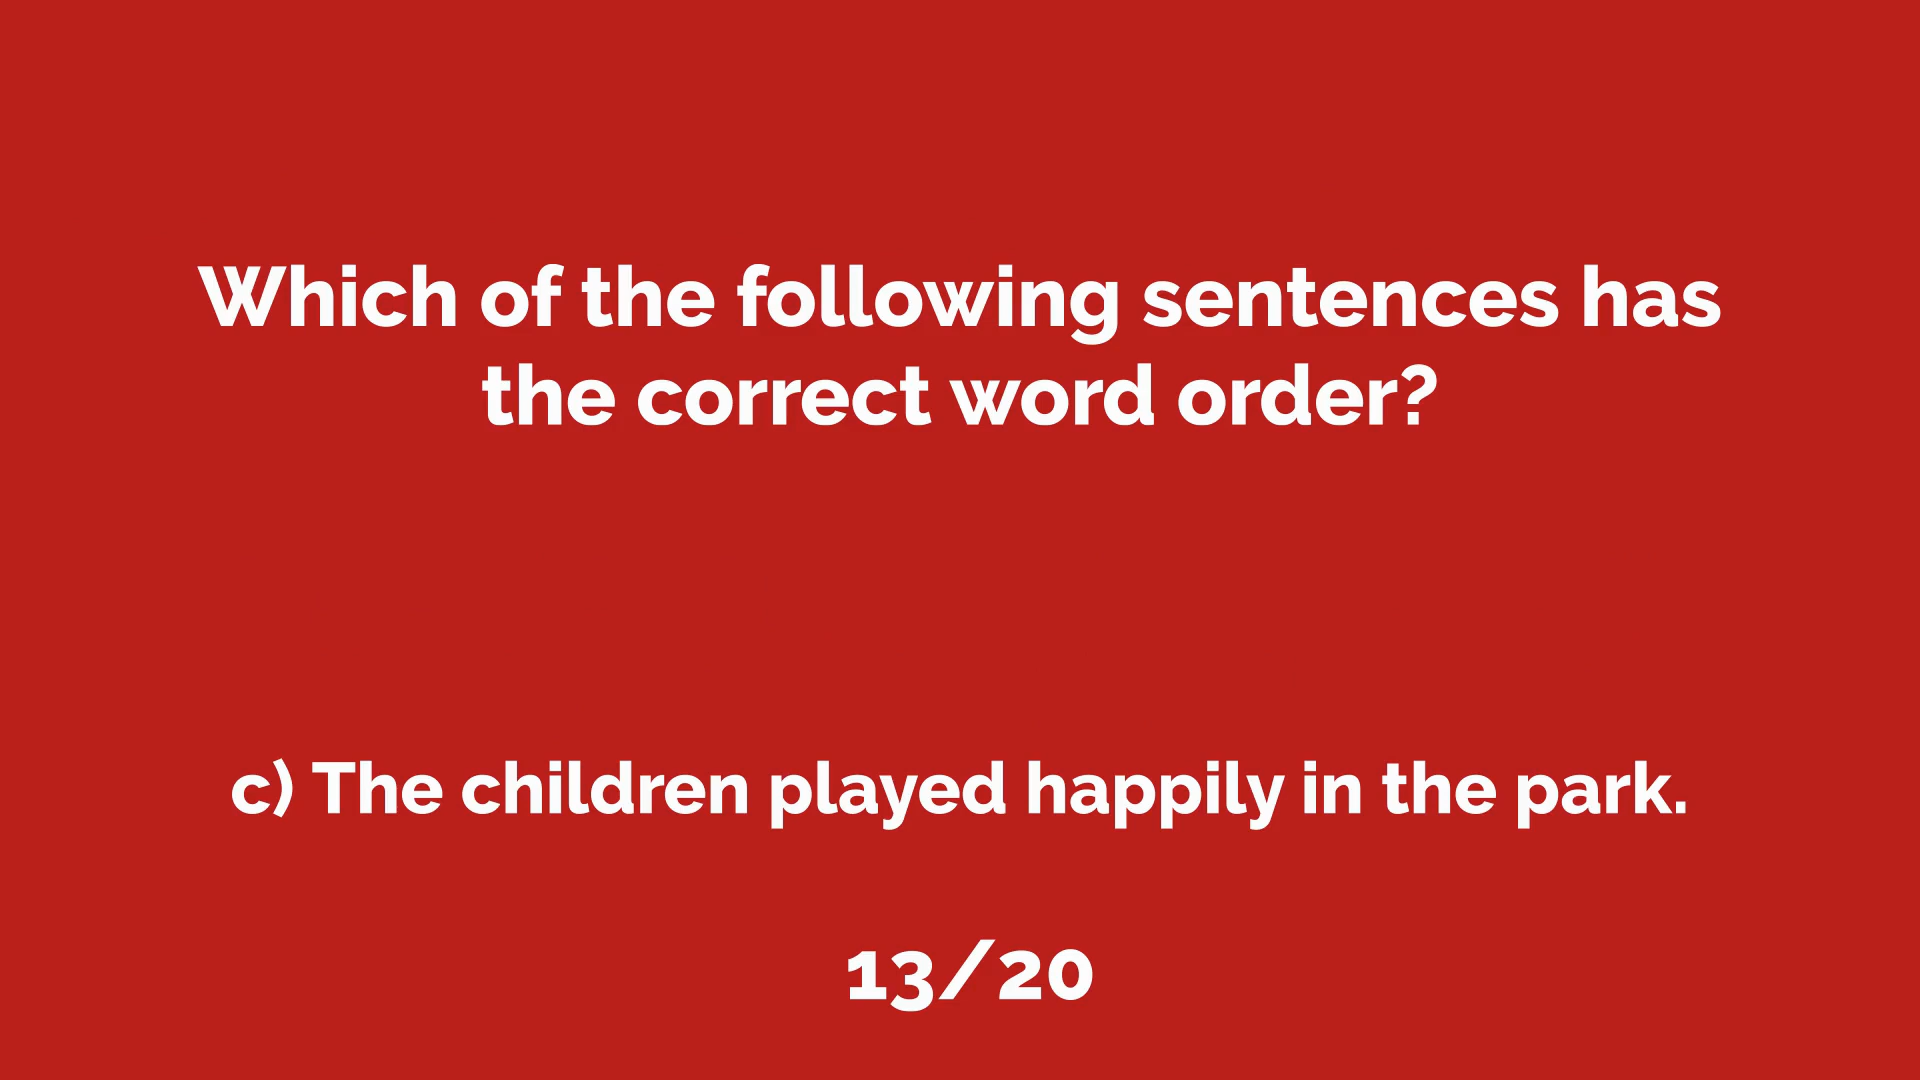 Which of the following sentences has
the correct word order?
c) The children played happily in the park.
13/20